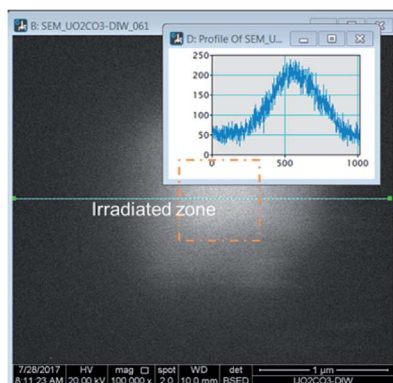 B: SEM_UO2CO3-DIW_061
D: Profile Of SEM_U...
250
200
150
100
50
0
0 500 1000
Irradiated zone
7/28/2017 HV mag spot WD det 1 µm
8:11:23 AM 20.00 kV 100 000 x 2.0 10.0 mm BSED UO2CO3-DIW